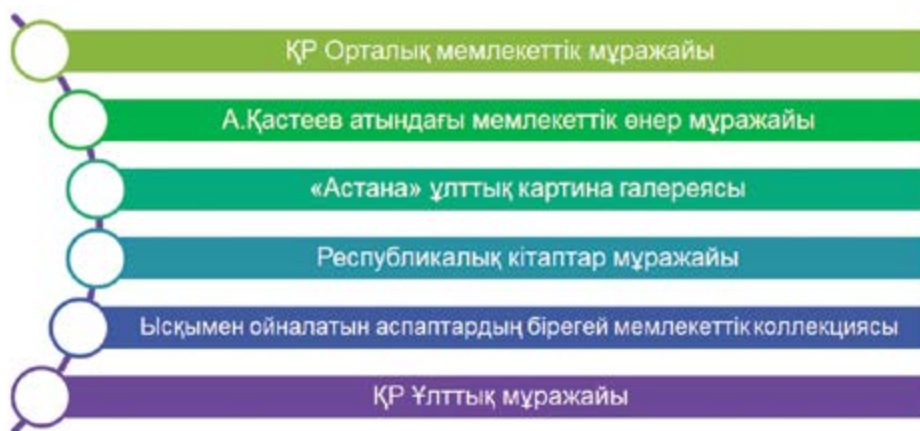 ҚР Орталық мемлекеттік мұражайы
А.Қастеев атындағы мемлекеттік өнер мұражайы
«Астана» ұлттық картина галереясы
Республикалық кітаптар мұражайы
Ысқымен ойналатын аспаптардың бірегей мемлекеттік коллекциясы
ҚР Ұлттық мұражайы